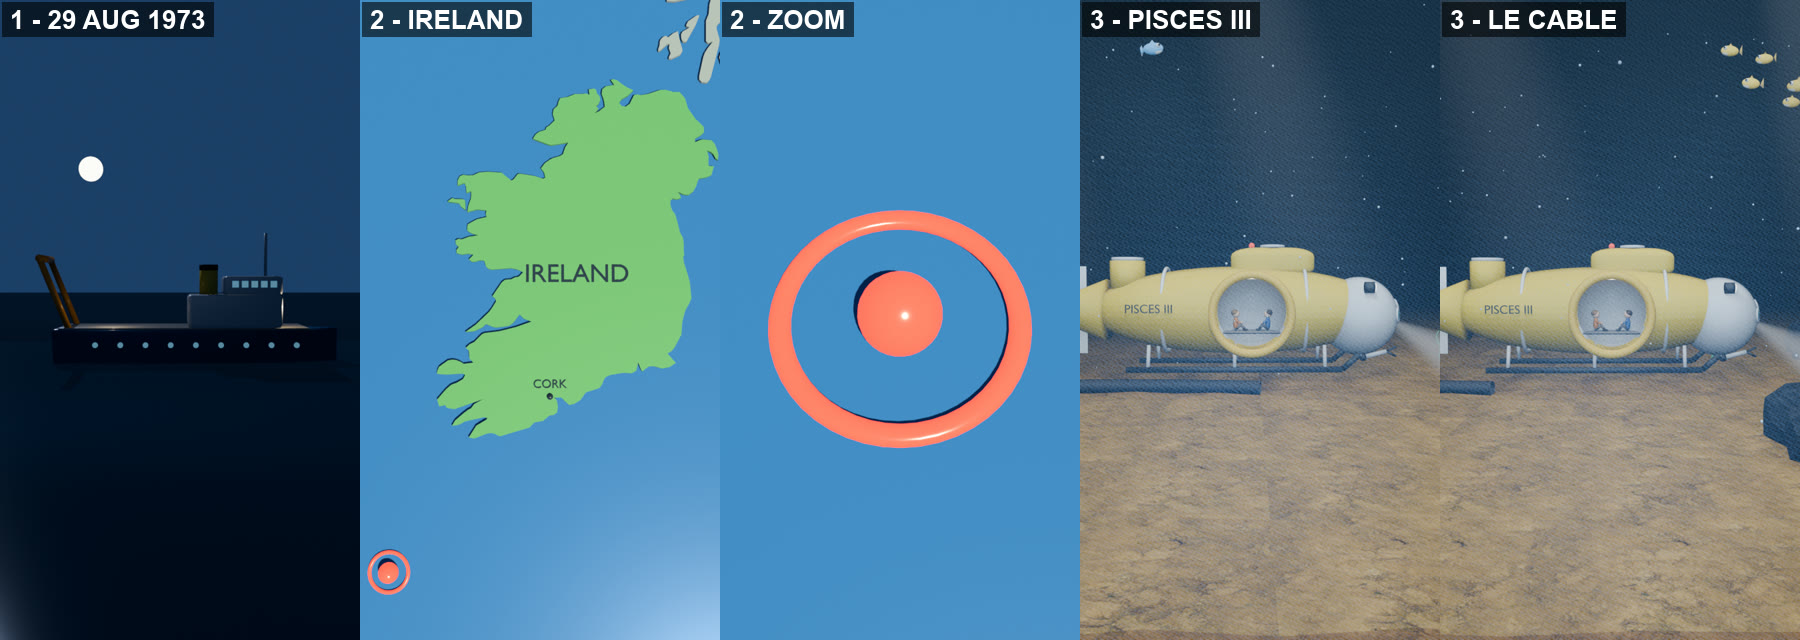 1 - 29 AUG 1973
2 - IRELAND
2 - ZOOM
3 - PISCES III
3 - LE CABLE
IRELAND
CORK
PISCES III
PISCES III